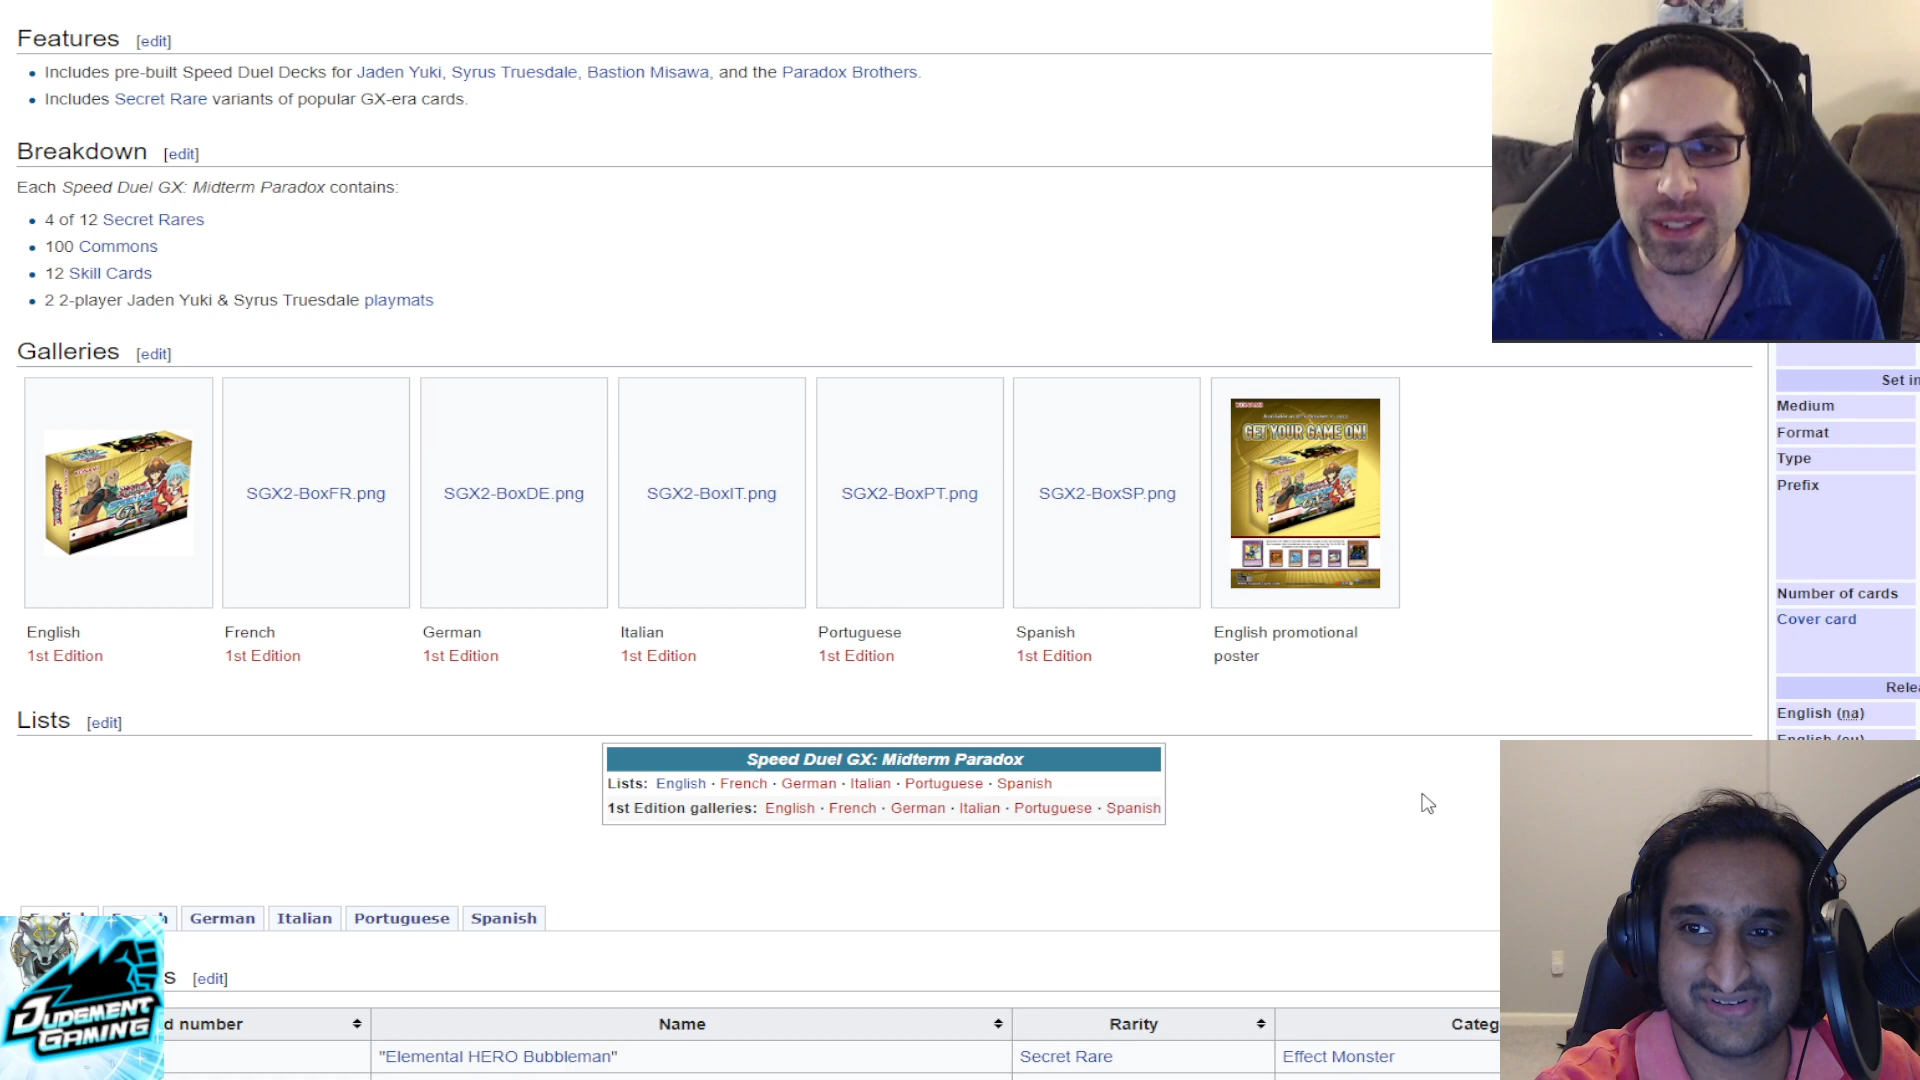 Features [edit]
Includes pre-built Speed Duel Decks for Jaden Yuki, Syrus Truesdale, Bastion Misawa, and the Paradox Brothers.
Includes Secret Rare variants of popular GX-era cards.
Breakdown [edit]
Each Speed Duel GX: Midterm Paradox contains:
4 of 12 Secret Rares
100 Commons
12 Skill Cards
2 2-player Jaden Yuki & Syrus Truesdale playmats
Galleries [edit]
SGX2-BoxFR.png
SGX2-BoxDE.png
SGX2-BoxIT.png
SGX2-BoxPT.png
SGX2-BoxSP.png
KONAMI
GET YOUR GAME ON!
English
1st Edition
French
1st Edition
German
1st Edition
Italian
1st Edition
Portuguese
1st Edition
Spanish
1st Edition
English promotional
poster
Set in
Medium
Format
Type
Prefix
Number of cards
Cover card
Relea
English (na)
English (eu)
Lists [edit]
Speed Duel GX: Midterm Paradox
Lists: English · French · German · Italian · Portuguese · Spanish
1st Edition galleries: English · French · German · Italian · Portuguese · Spanish
German Italian Portuguese Spanish
s [edit]
d number Name Rarity Categ
"Elemental HERO Bubbleman" Secret Rare Effect Monster
JUDGMENT
GAMING